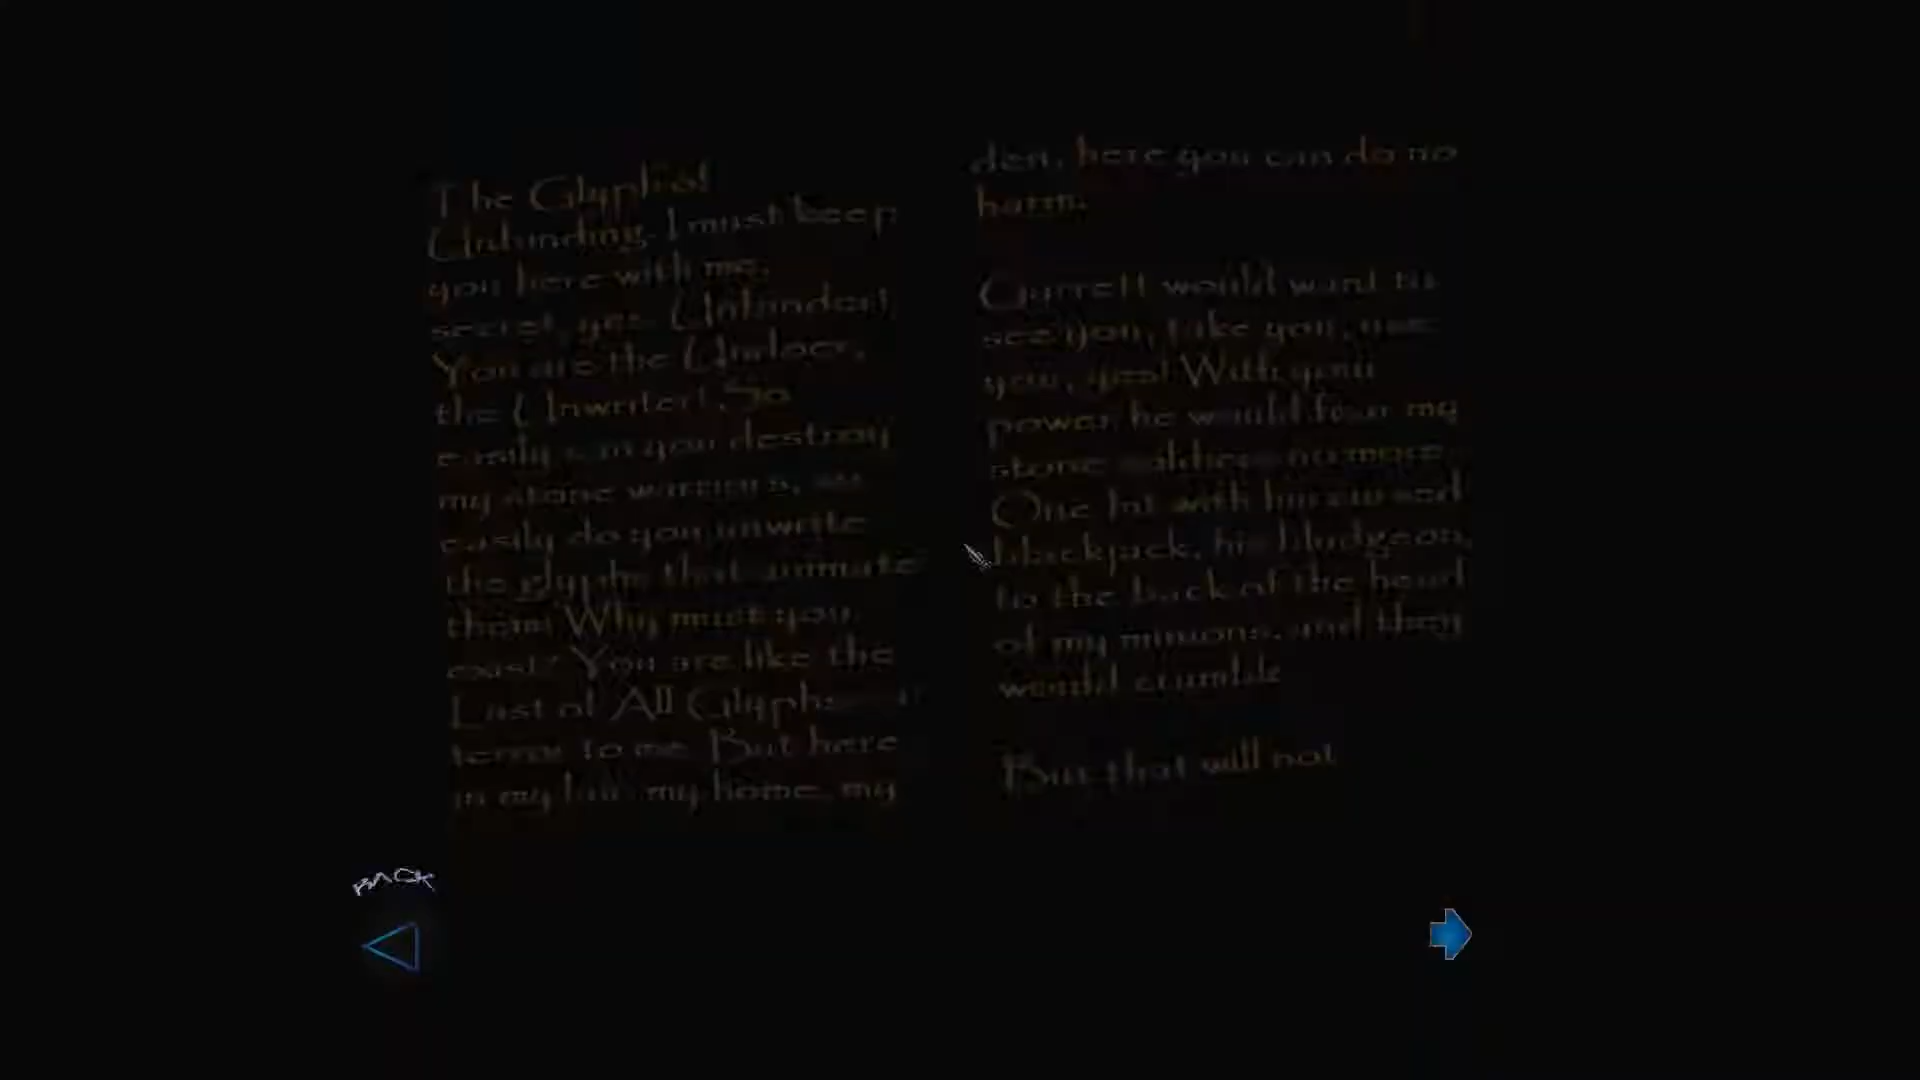 The Glyph of
Unbinding. I must keep
you here with me,
secret, yes. Unbinder!
You are the Undoer,
the Unwriter! So
easily can you destroy
my stone warriors, so
easily do you unwrite
the glyphs that animate
them! Why must you
exist? You are like the
Last of All Glyphs
terror to me. But here
in my lair, my home, my
den, here you can do no
harm.
Garrett would want to
see you, take you, use
you, yes! With your
power he would fear my
stone soldiers no more.
One hit with his cursed
blackjack, his bludgeon,
to the back of the head
of my minions, and they
would crumble
But that will not
BACK